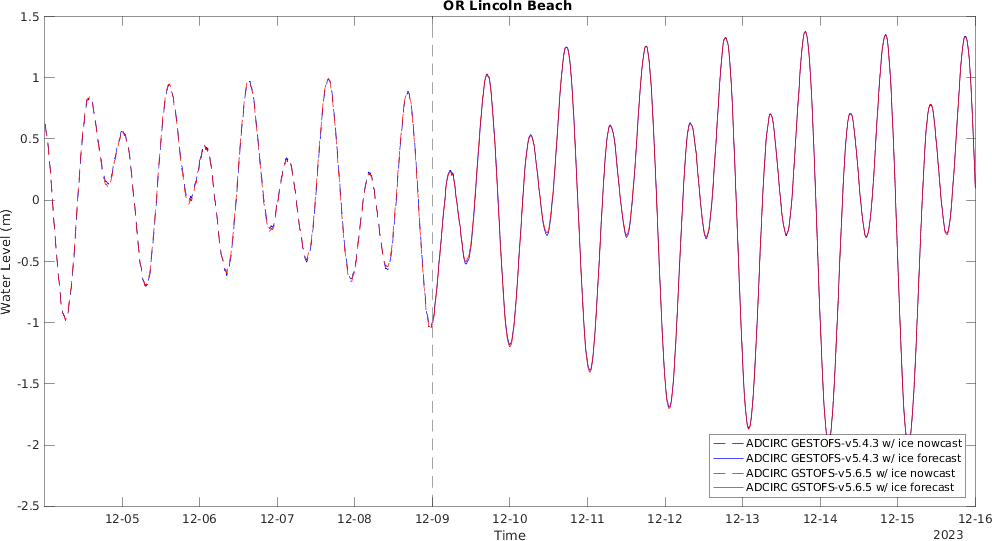 OR Lincoln Beach
1.5
1
0.5
0
-0.5
-1
-1.5
-2
-2.5
Water Level (m)
ADCIRC GESTOFS-v5.4.3 w/ ice nowcast
ADCIRC GESTOFS-v5.4.3 w/ ice forecast
ADCIRC GSTOFS-v5.6.5 w/ ice nowcast
ADCIRC GSTOFS-v5.6.5 w/ ice forecast
12-05 12-06 12-07 12-08 12-09 12-10 12-11 12-12 12-13 12-14 12-15 12-16
Time
2023